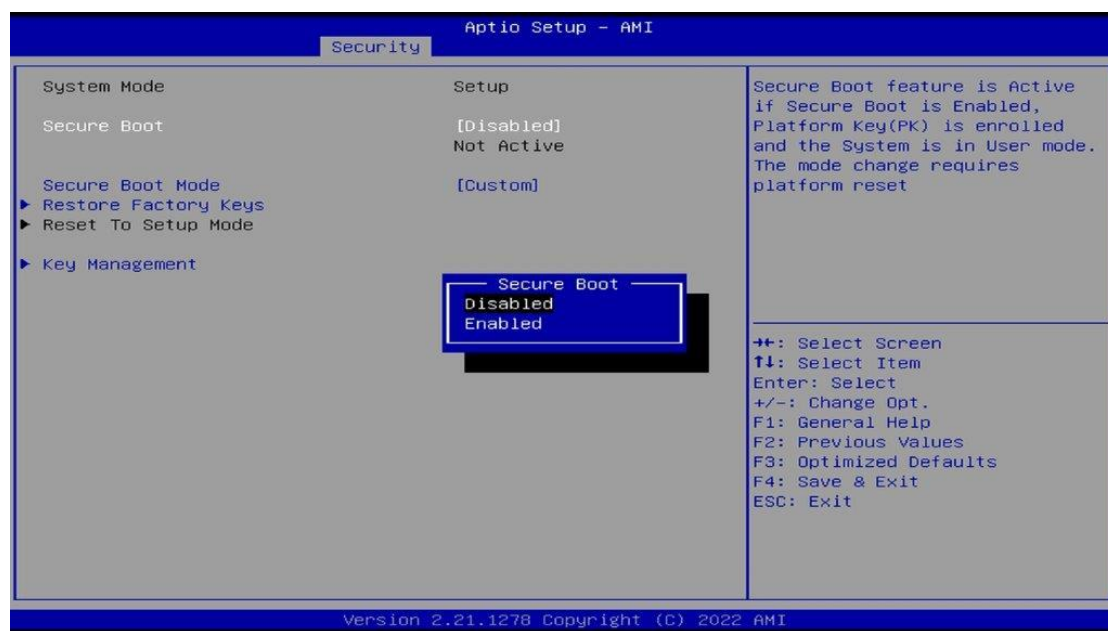 Aptio Setup – AMI
Security
System Mode Setup
Secure Boot [Disabled]
Not Active
Secure Boot Mode [Custom]
▶ Restore Factory Keys
▶ Reset To Setup Mode
▶ Key Management
Secure Boot
Disabled
Enabled
Secure Boot feature is Active
if Secure Boot is Enabled,
Platform Key(PK) is enrolled
and the System is in User mode.
The mode change requires
platform reset
→←: Select Screen
↑↓: Select Item
Enter: Select
+/-: Change Opt.
F1: General Help
F2: Previous Values
F3: Optimized Defaults
F4: Save & Exit
ESC: Exit
Version 2.21.1278 Copyright (C) 2022 AMI